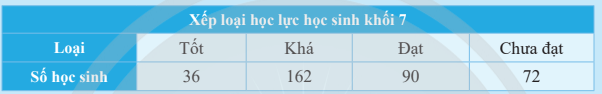 Xếp loại học lực học sinh khối 7
Loại Tốt Khá Đạt Chưa đạt
Số học sinh 36 162 90 72